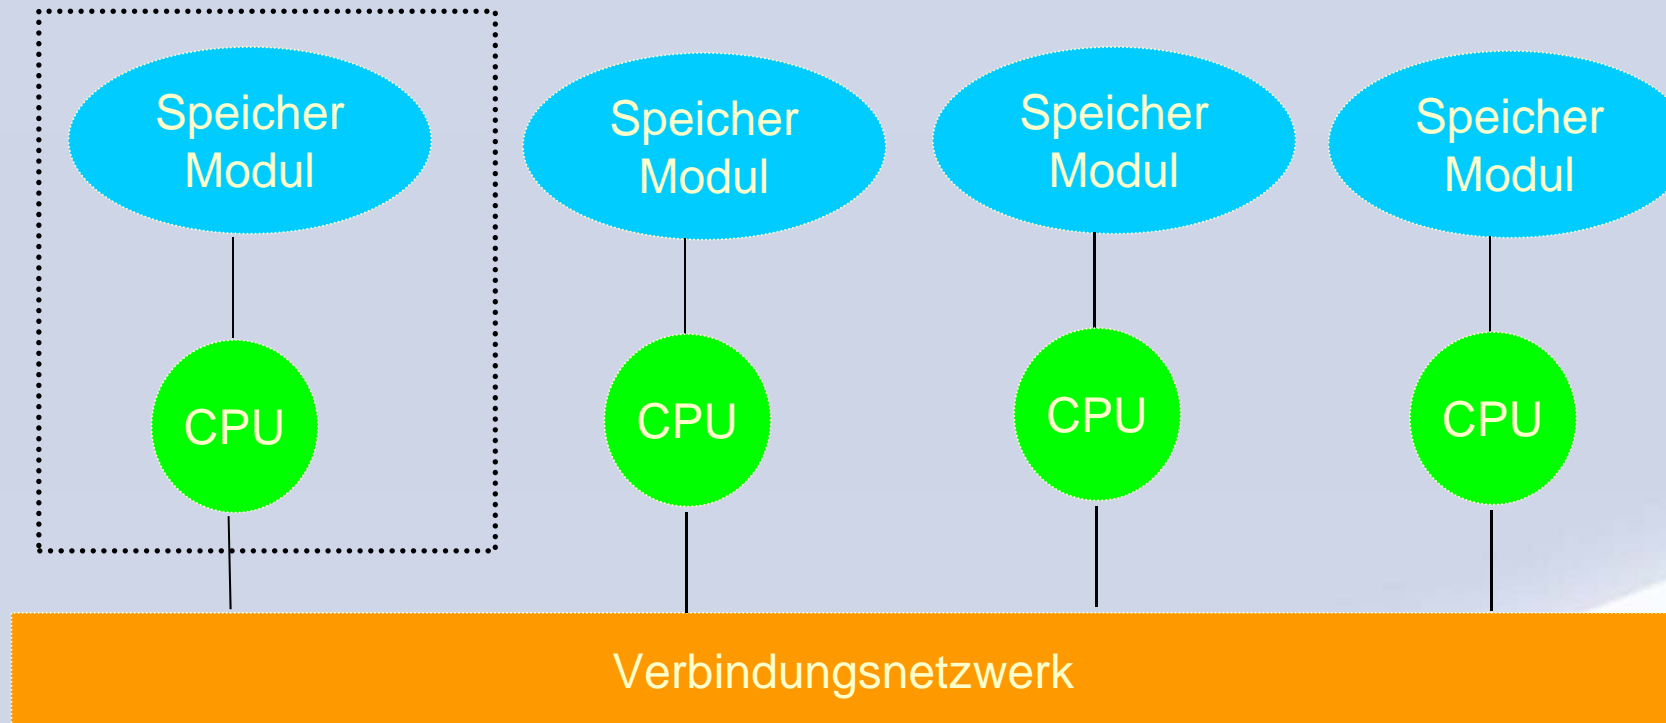 Speicher
Modul
Speicher
Modul
Speicher
Modul
Speicher
Modul
CPU
CPU
CPU
CPU
Verbindungsnetzwerk